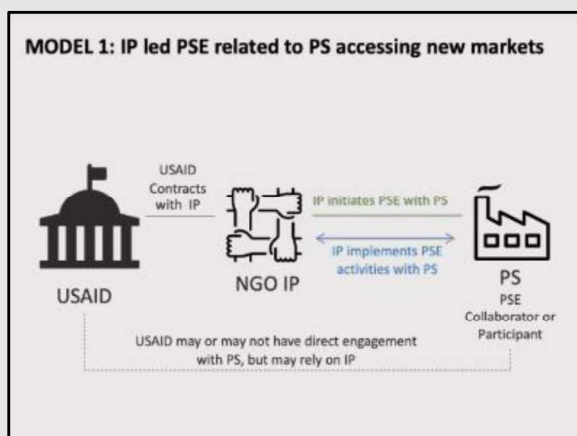 MODEL 1: IP led PSE related to PS accessing new markets
USAID
Contracts
with IP
IP initiates PSE with PS
IP implements PSE
activities with PS
USAID
NGO IP
PS
PSE
Collaborator or
Participant
USAID may or may not have direct engagement
with PS, but may rely on IP